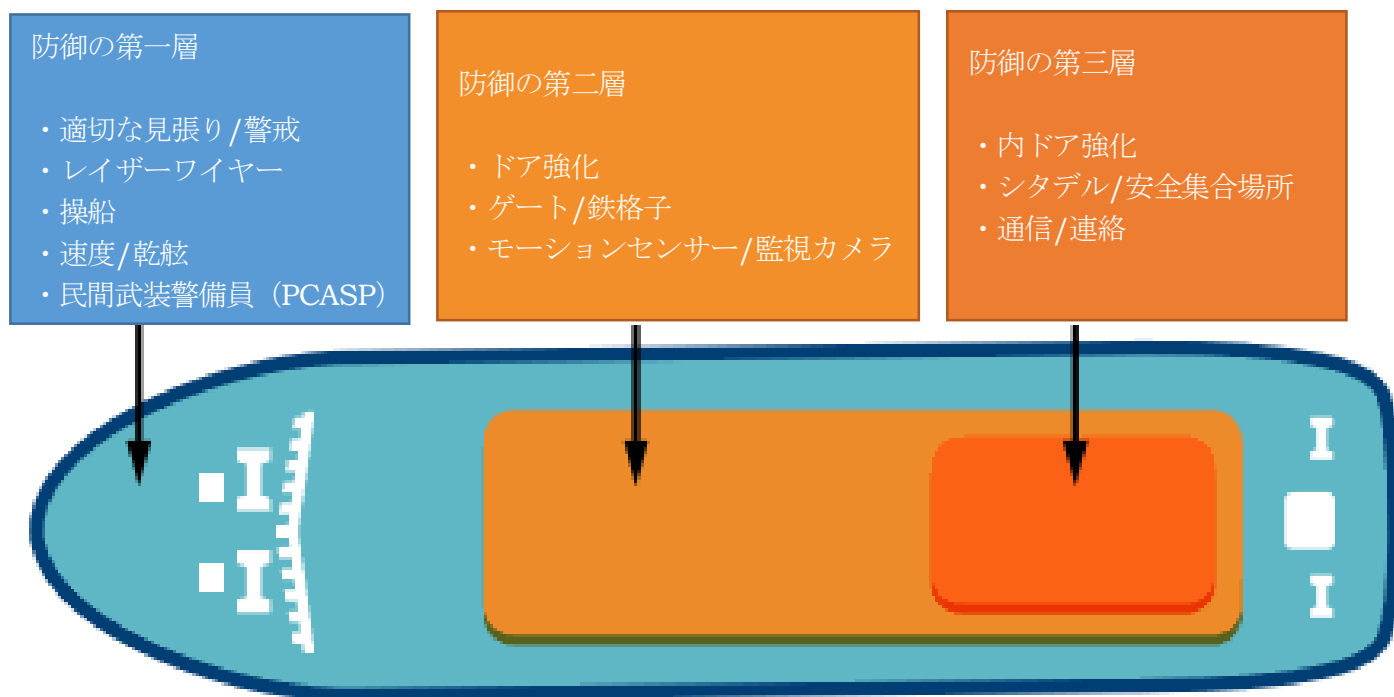 防御の第一層
・適切な見張り/警戒
・レイザーワイヤー
・操船
・速度/乾舷
・民間武装警備員（PCASP）
防御の第二層
・ドア強化
・ゲート/鉄格子
・モーションセンサー/監視カメラ
防御の第三層
・内ドア強化
・シタデル/安全集合場所
・通信/連絡